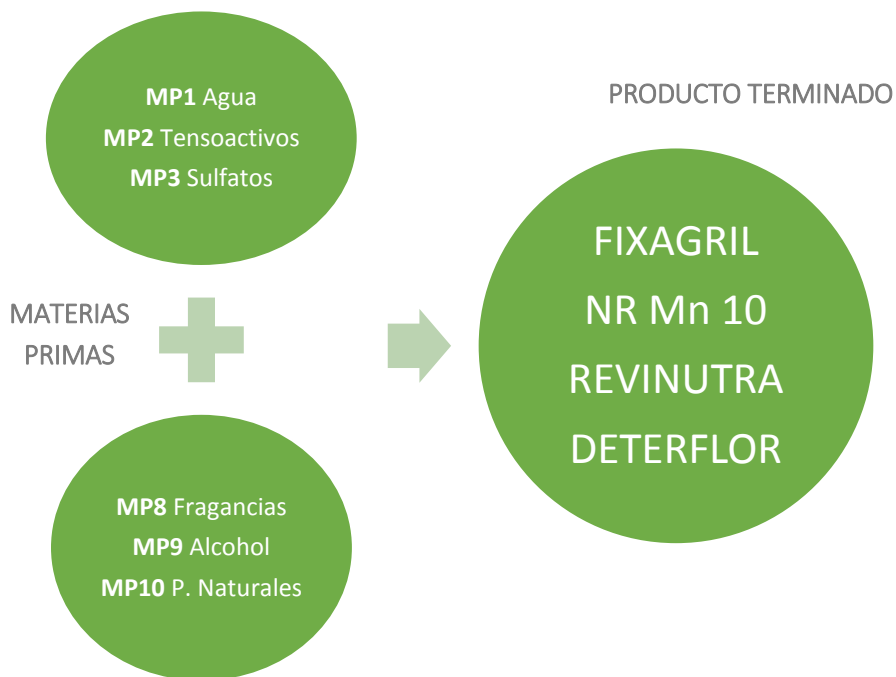 MP1 Agua
MP2 Tensoactivos
MP3 Sulfatos
MATERIAS
PRIMAS
MP8 Fragancias
MP9 Alcohol
MP10 P. Naturales
PRODUCTO TERMINADO
FIXAGRIL
NR Mn 10
REVINUTRA
DETERFLOR